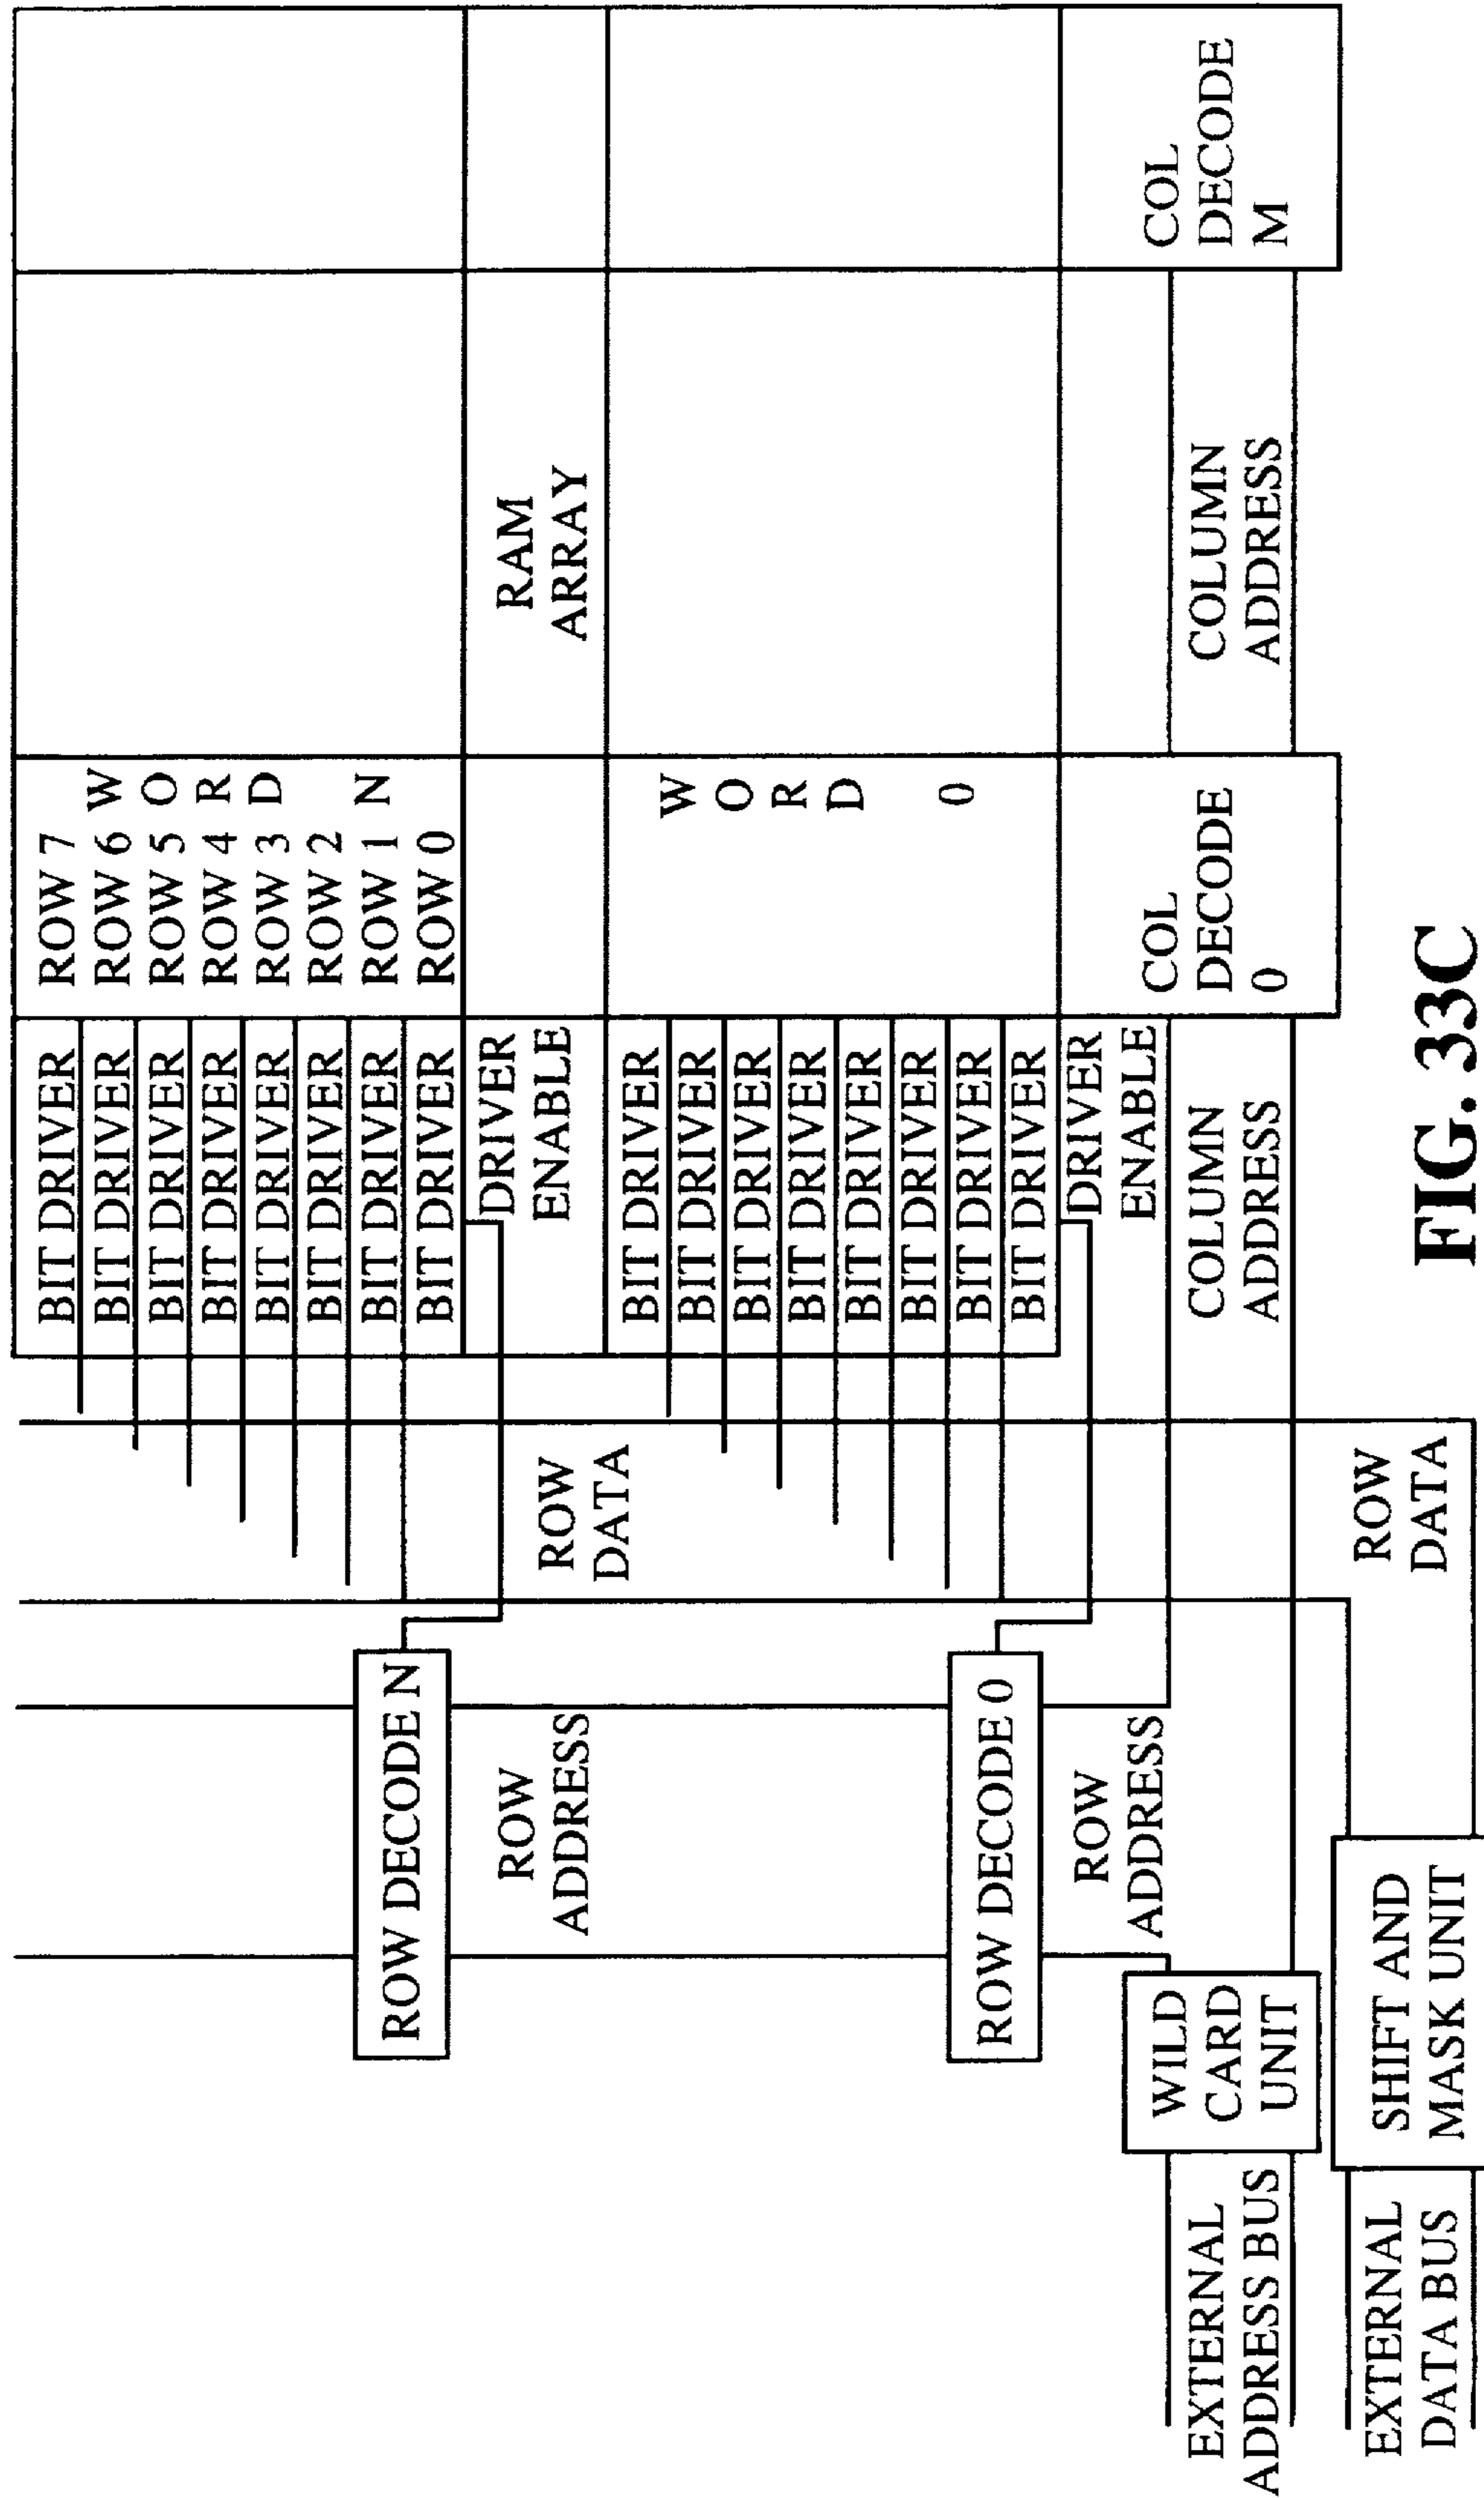 BIT DRIVER
ROW 7
BIT DRIVER
ROW 6
BIT DRIVER
ROW 5
BIT DRIVER
ROW 4
BIT DRIVER
ROW 3
BIT DRIVER
ROW 2
BIT DRIVER
ROW 1
BIT DRIVER
ROW 0
W
O
R
D
N
ROW DECODE N
DRIVER
ENABLE
RAM
ARRAY
ROW
ADDRESS
ROW
DATA
BIT DRIVER
BIT DRIVER
BIT DRIVER
BIT DRIVER
BIT DRIVER
BIT DRIVER
BIT DRIVER
BIT DRIVER
W
O
R
D
0
ROW DECODE 0
DRIVER
ENABLE
ROW
ADDRESS
COL
DECODE
0
COL
DECODE
M
WILD
CARD
UNIT
EXTERNAL
ADDRESS BUS
COLUMN
ADDRESS
COLUMN
ADDRESS
EXTERNAL
DATA BUS
SHIFT AND
MASK UNIT
ROW
DATA
FIG. 33C